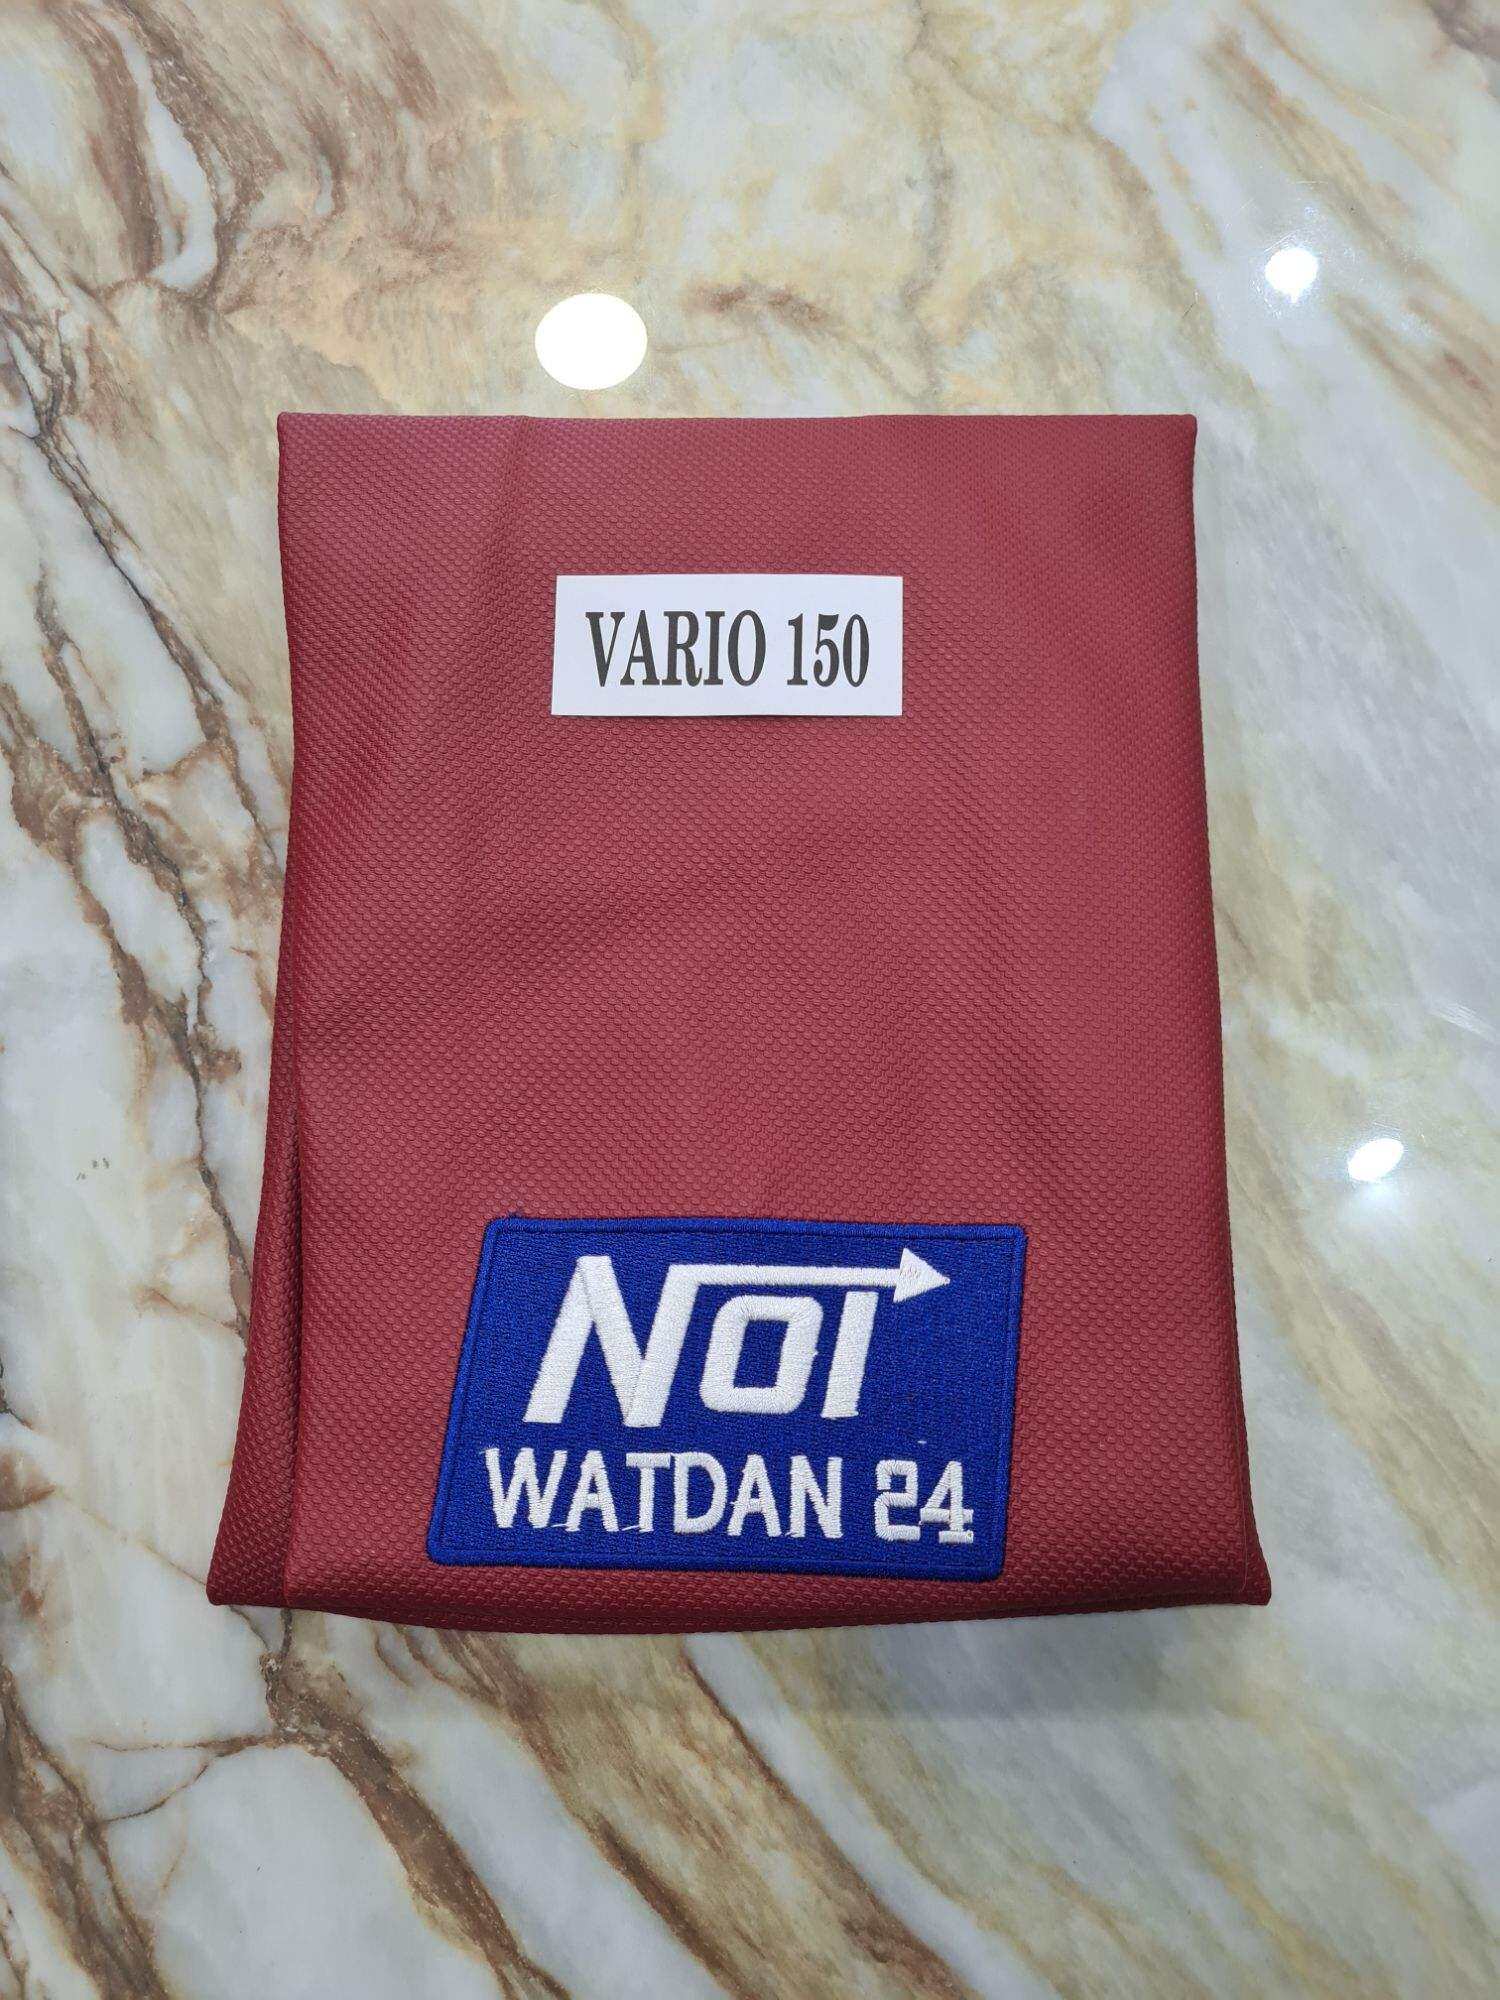 VARIO 150
NOI
WATDAN 24